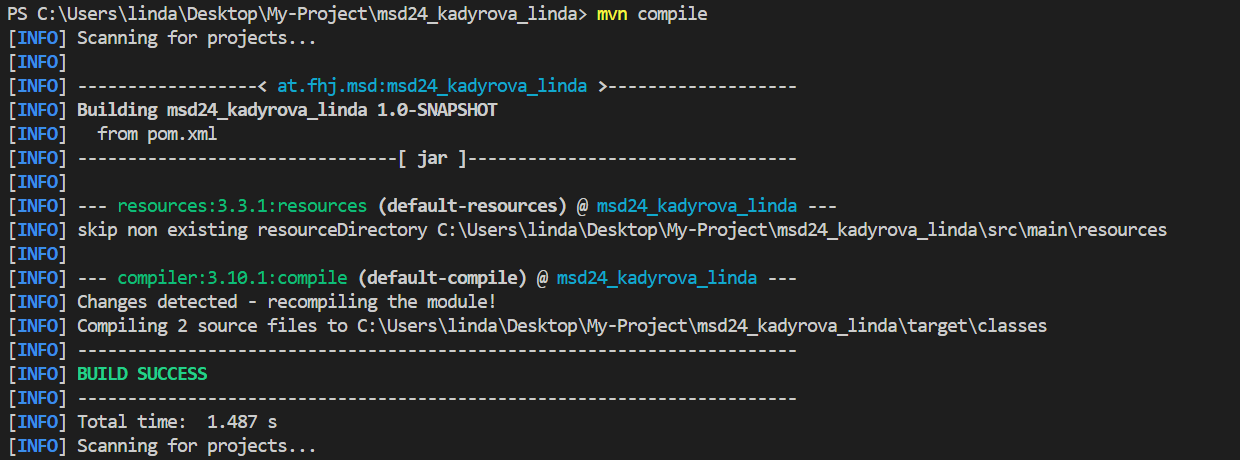 PS C:\Users\linda\Desktop\My-Project\msd24_kadyrova_linda> mvn compile
[INFO] Scanning for projects...
[INFO]
[INFO] ------------------< at.fhj.msd:msd24_kadyrova_linda >-------------------
[INFO] Building msd24_kadyrova_linda 1.0-SNAPSHOT
[INFO]   from pom.xml
[INFO] --------------------------------[ jar ]---------------------------------
[INFO]
[INFO] --- resources:3.3.1:resources (default-resources) @ msd24_kadyrova_linda ---
[INFO] skip non existing resourceDirectory C:\Users\linda\Desktop\My-Project\msd24_kadyrova_linda\src\main\resources
[INFO]
[INFO] --- compiler:3.10.1:compile (default-compile) @ msd24_kadyrova_linda ---
[INFO] Changes detected - recompiling the module!
[INFO] Compiling 2 source files to C:\Users\linda\Desktop\My-Project\msd24_kadyrova_linda\target\classes
[INFO] ------------------------------------------------------------------------
[INFO] BUILD SUCCESS
[INFO] ------------------------------------------------------------------------
[INFO] Total time:  1.487 s
[INFO] Scanning for projects...